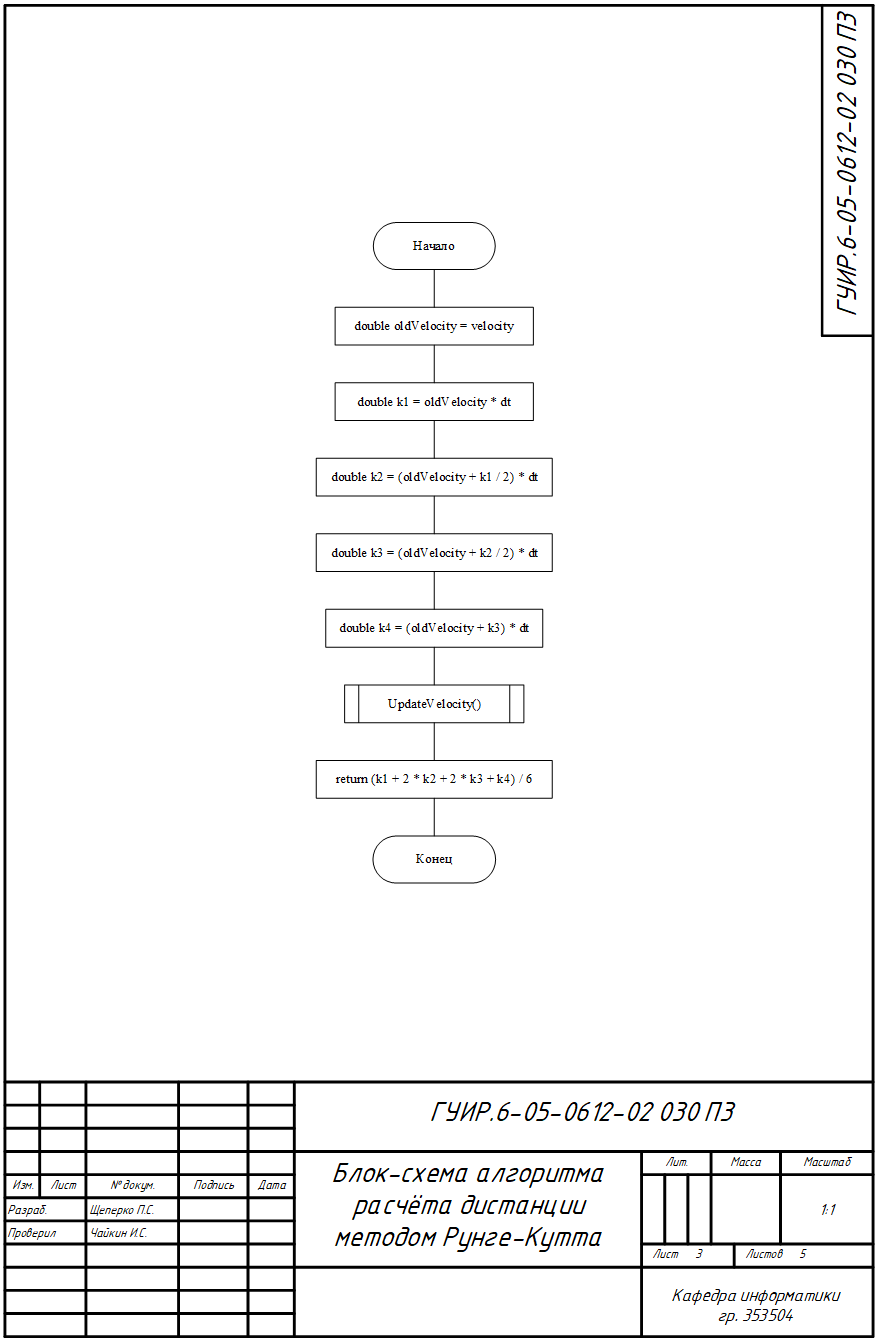 ГУИР.6-05-0612-02 030 ПЗ
Начало
double oldVelocity = velocity
double k1 = oldVelocity * dt
double k2 = (oldVelocity + k1 / 2) * dt
double k3 = (oldVelocity + k2 / 2) * dt
double k4 = (oldVelocity + k3) * dt
UpdateVelocity()
return (k1 + 2 * k2 + 2 * k3 + k4) / 6
Конец
ГУИР.6-05-0612-02 030 ПЗ
Изм. Лист № докум. Подпись Дата
Разраб. Щеперко П.С.
Проверил Чайкин И.С.
Блок-схема алгоритма
расчёта дистанции
методом Рунге-Кутта
Лит. Масса Масштаб
1:1
Лист 3 Листов 5
Кафедра информатики
гр. 353504